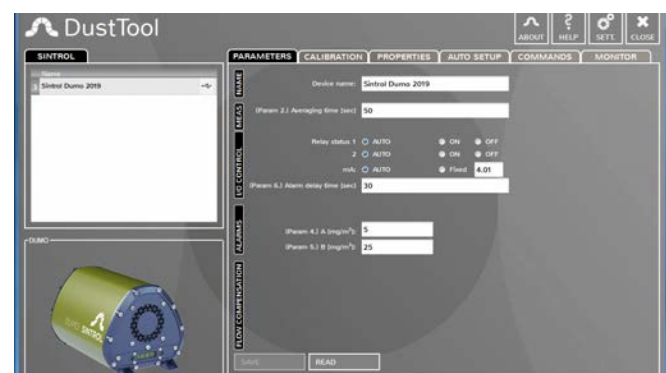 DustTool
ABOUT HELP SETT. CLOSE
SINTROL
Name
Sintrol Dumo 2019
DUMO
DUMO SINTROL
PARAMETERS CALIBRATION PROPERTIES AUTO SETUP COMMANDS MONITOR
NAME
Device name: Sintrol Dumo 2019
MEAS
(Param 2.) Averaging time (sec) 50
I/O CONTROL
Relay status 1 AUTO ON OFF
2 AUTO ON OFF
mA: AUTO Fixed 4.01
(Param 6.) Alarm delay time (sec) 30
ALARMS
(Param 4.) A (mg/m³): 5
(Param 5.) B (mg/m³): 25
FLOW COMPENSATION
SAVE READ